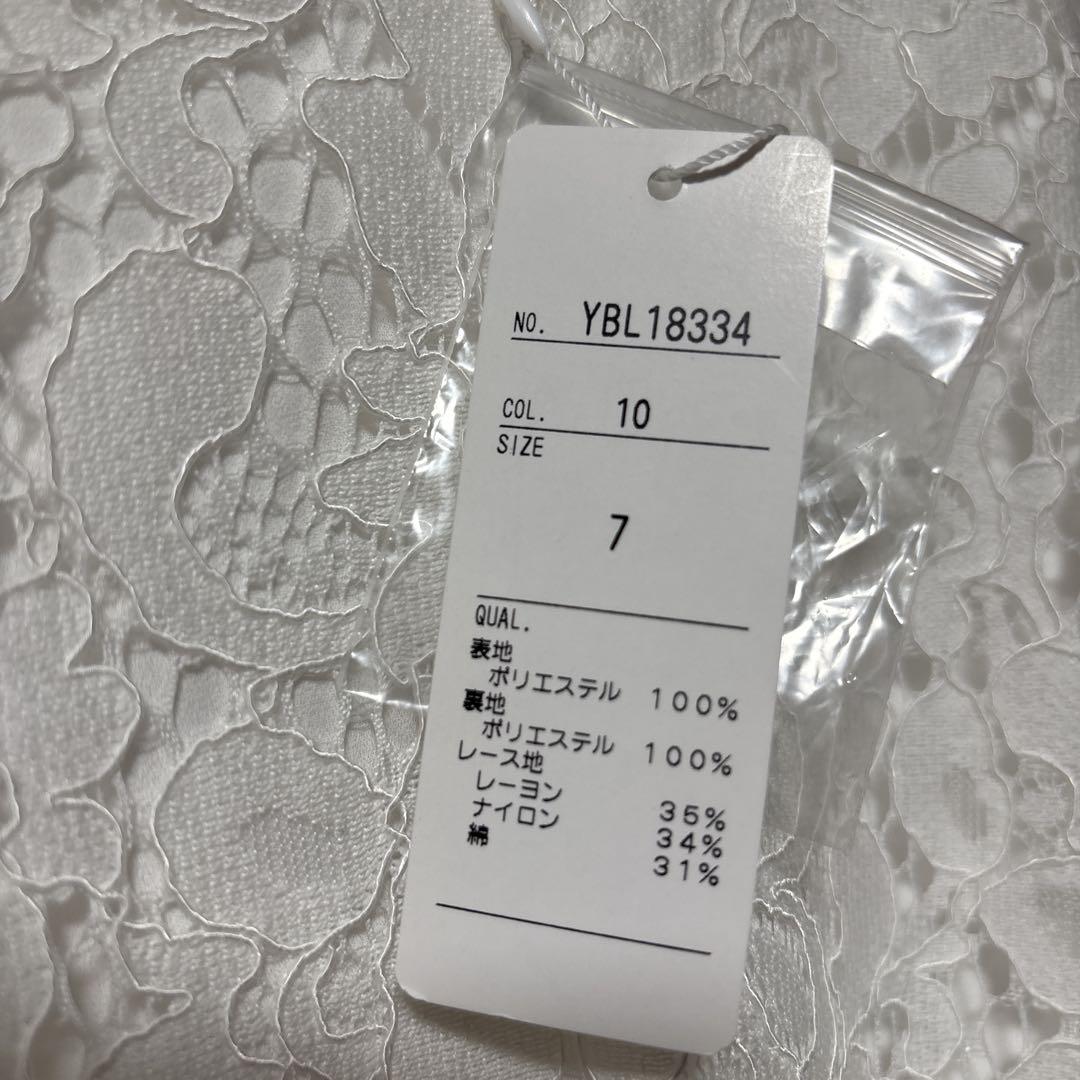 NO. YBL18334
COL. 10
SIZE
7
QUAL.
表地
ポリエステル 100%
裏地
ポリエステル 100%
レース地
レーヨン 35%
ナイロン 34%
綿 31%